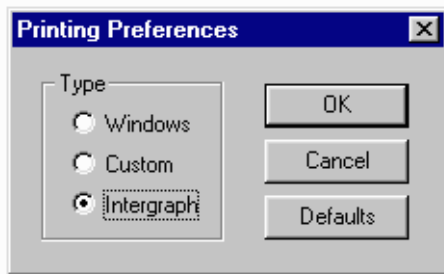 Printing Preferences
Type
Windows
Custom
Intergraph
OK
Cancel
Defaults